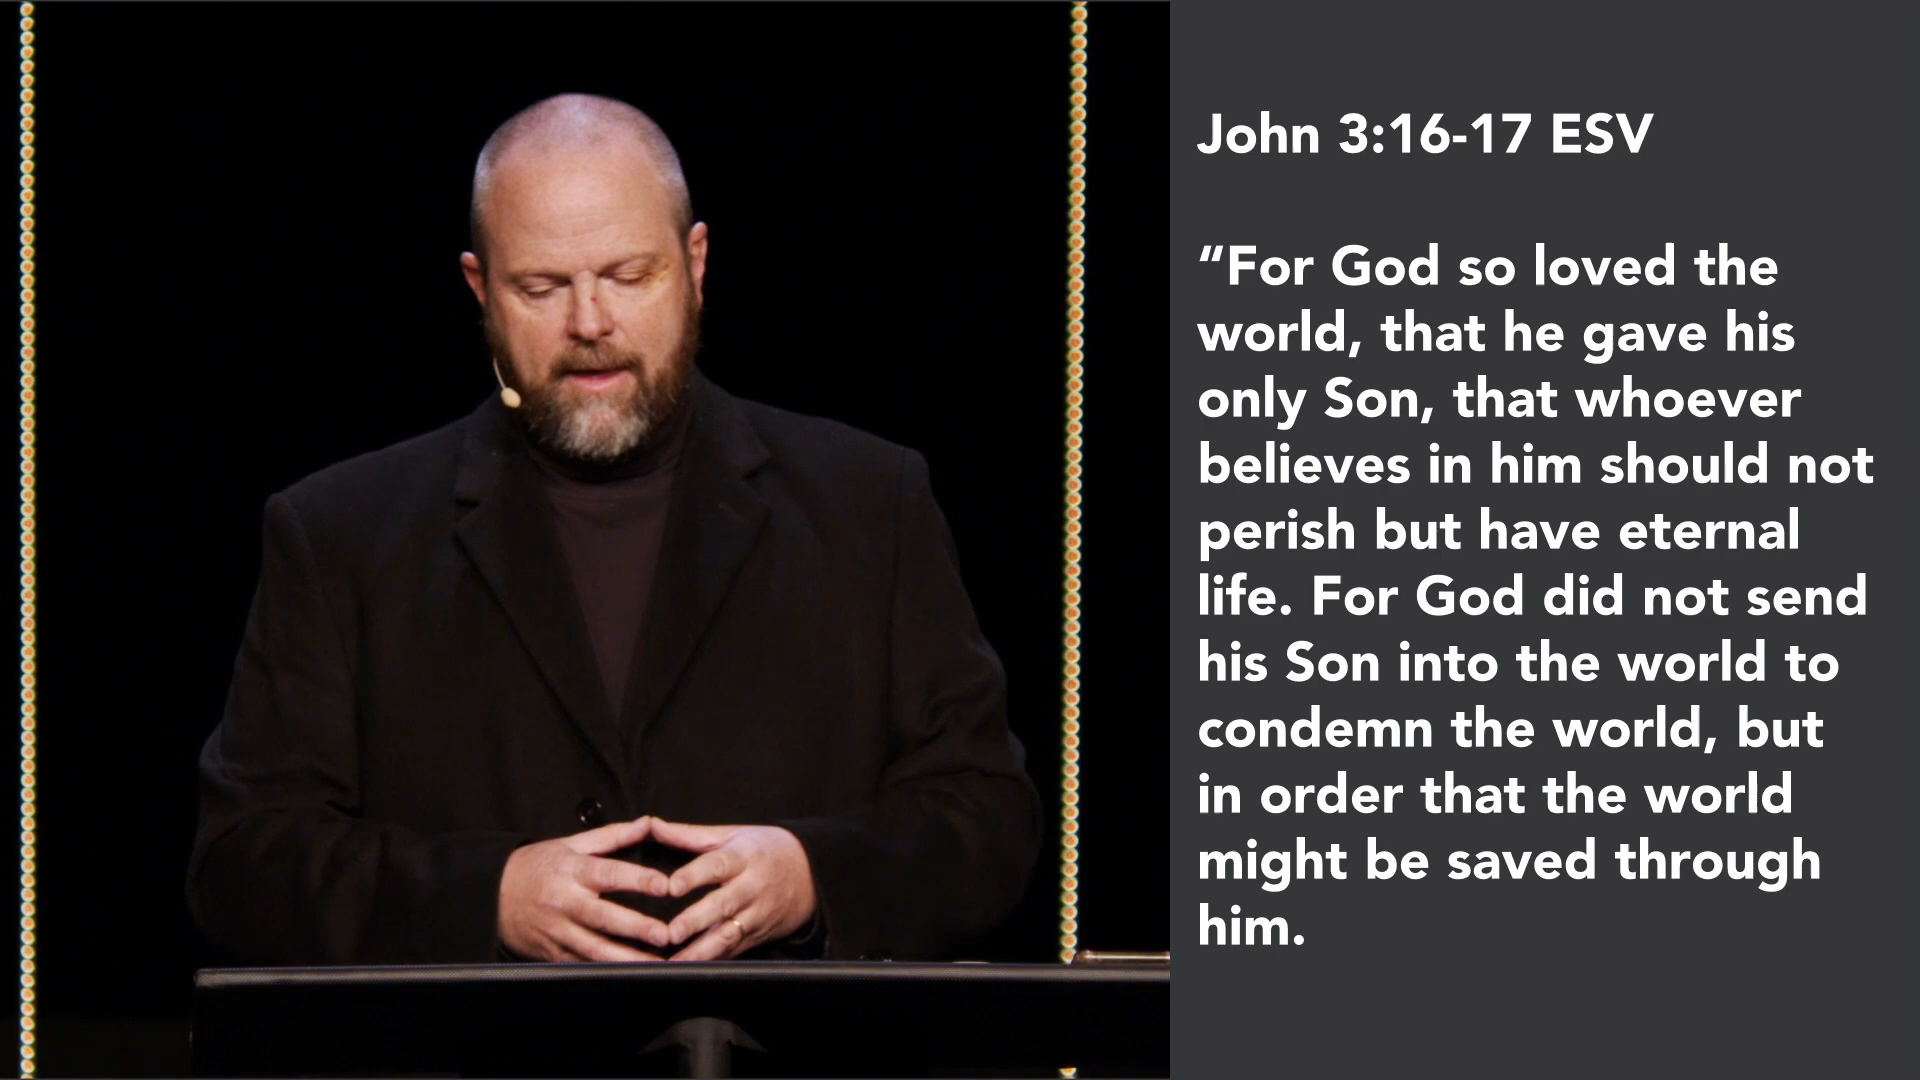 John 3:16-17 ESV
“For God so loved the
world, that he gave his
only Son, that whoever
believes in him should not
perish but have eternal
life. For God did not send
his Son into the world to
condemn the world, but
in order that the world
might be saved through
him.